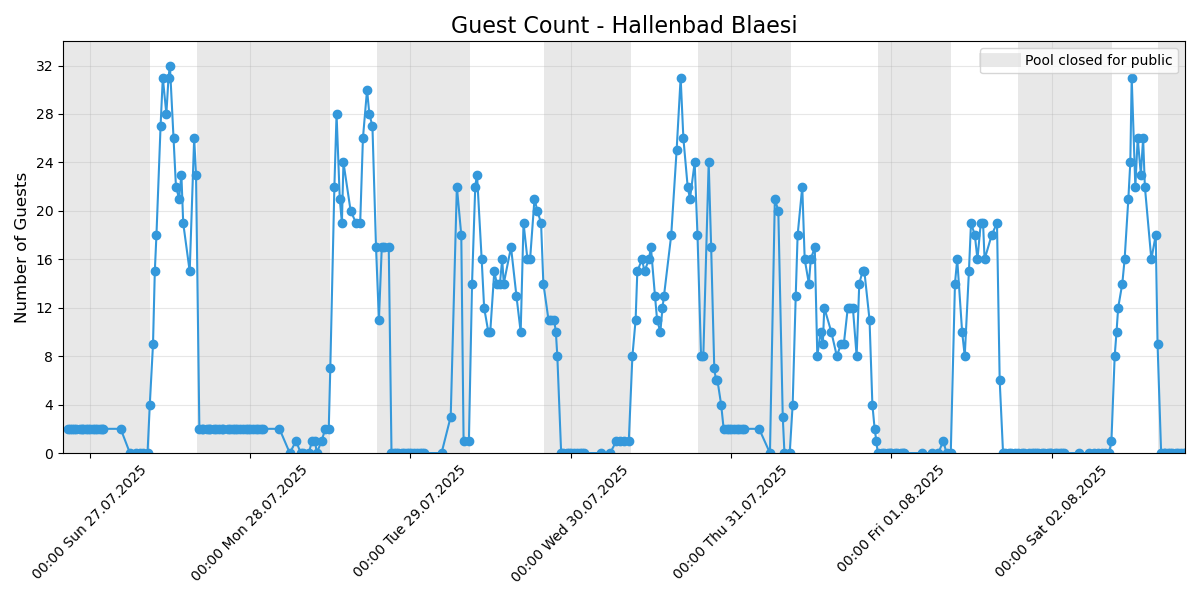 Guest Count - Hallenbad Blaesi
Pool closed for public
Number of Guests
32
28
24
20
16
12
8
4
0
00:00 Sun 27.07.2025
00:00 Mon 28.07.2025
00:00 Tue 29.07.2025
00:00 Wed 30.07.2025
00:00 Thu 31.07.2025
00:00 Fri 01.08.2025
00:00 Sat 02.08.2025